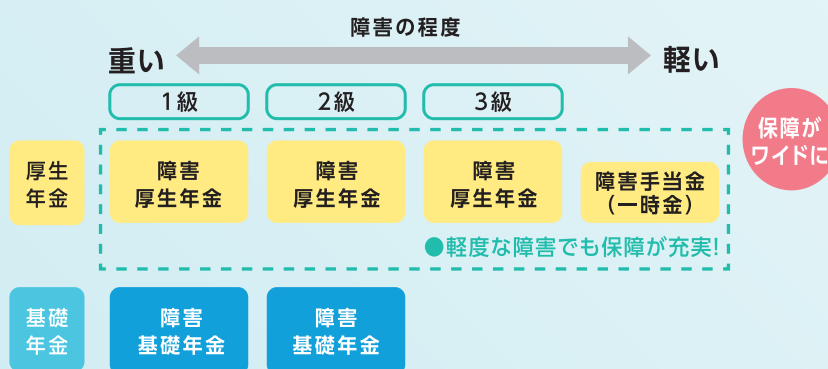 障害の程度
重い
軽い
1級
2級
3級
保障が
ワイドに
厚生
年金
障害
厚生年金
障害
厚生年金
障害
厚生年金
障害手当金
（一時金）
●軽度な障害でも保障が充実!
基礎
年金
障害
基礎年金
障害
基礎年金